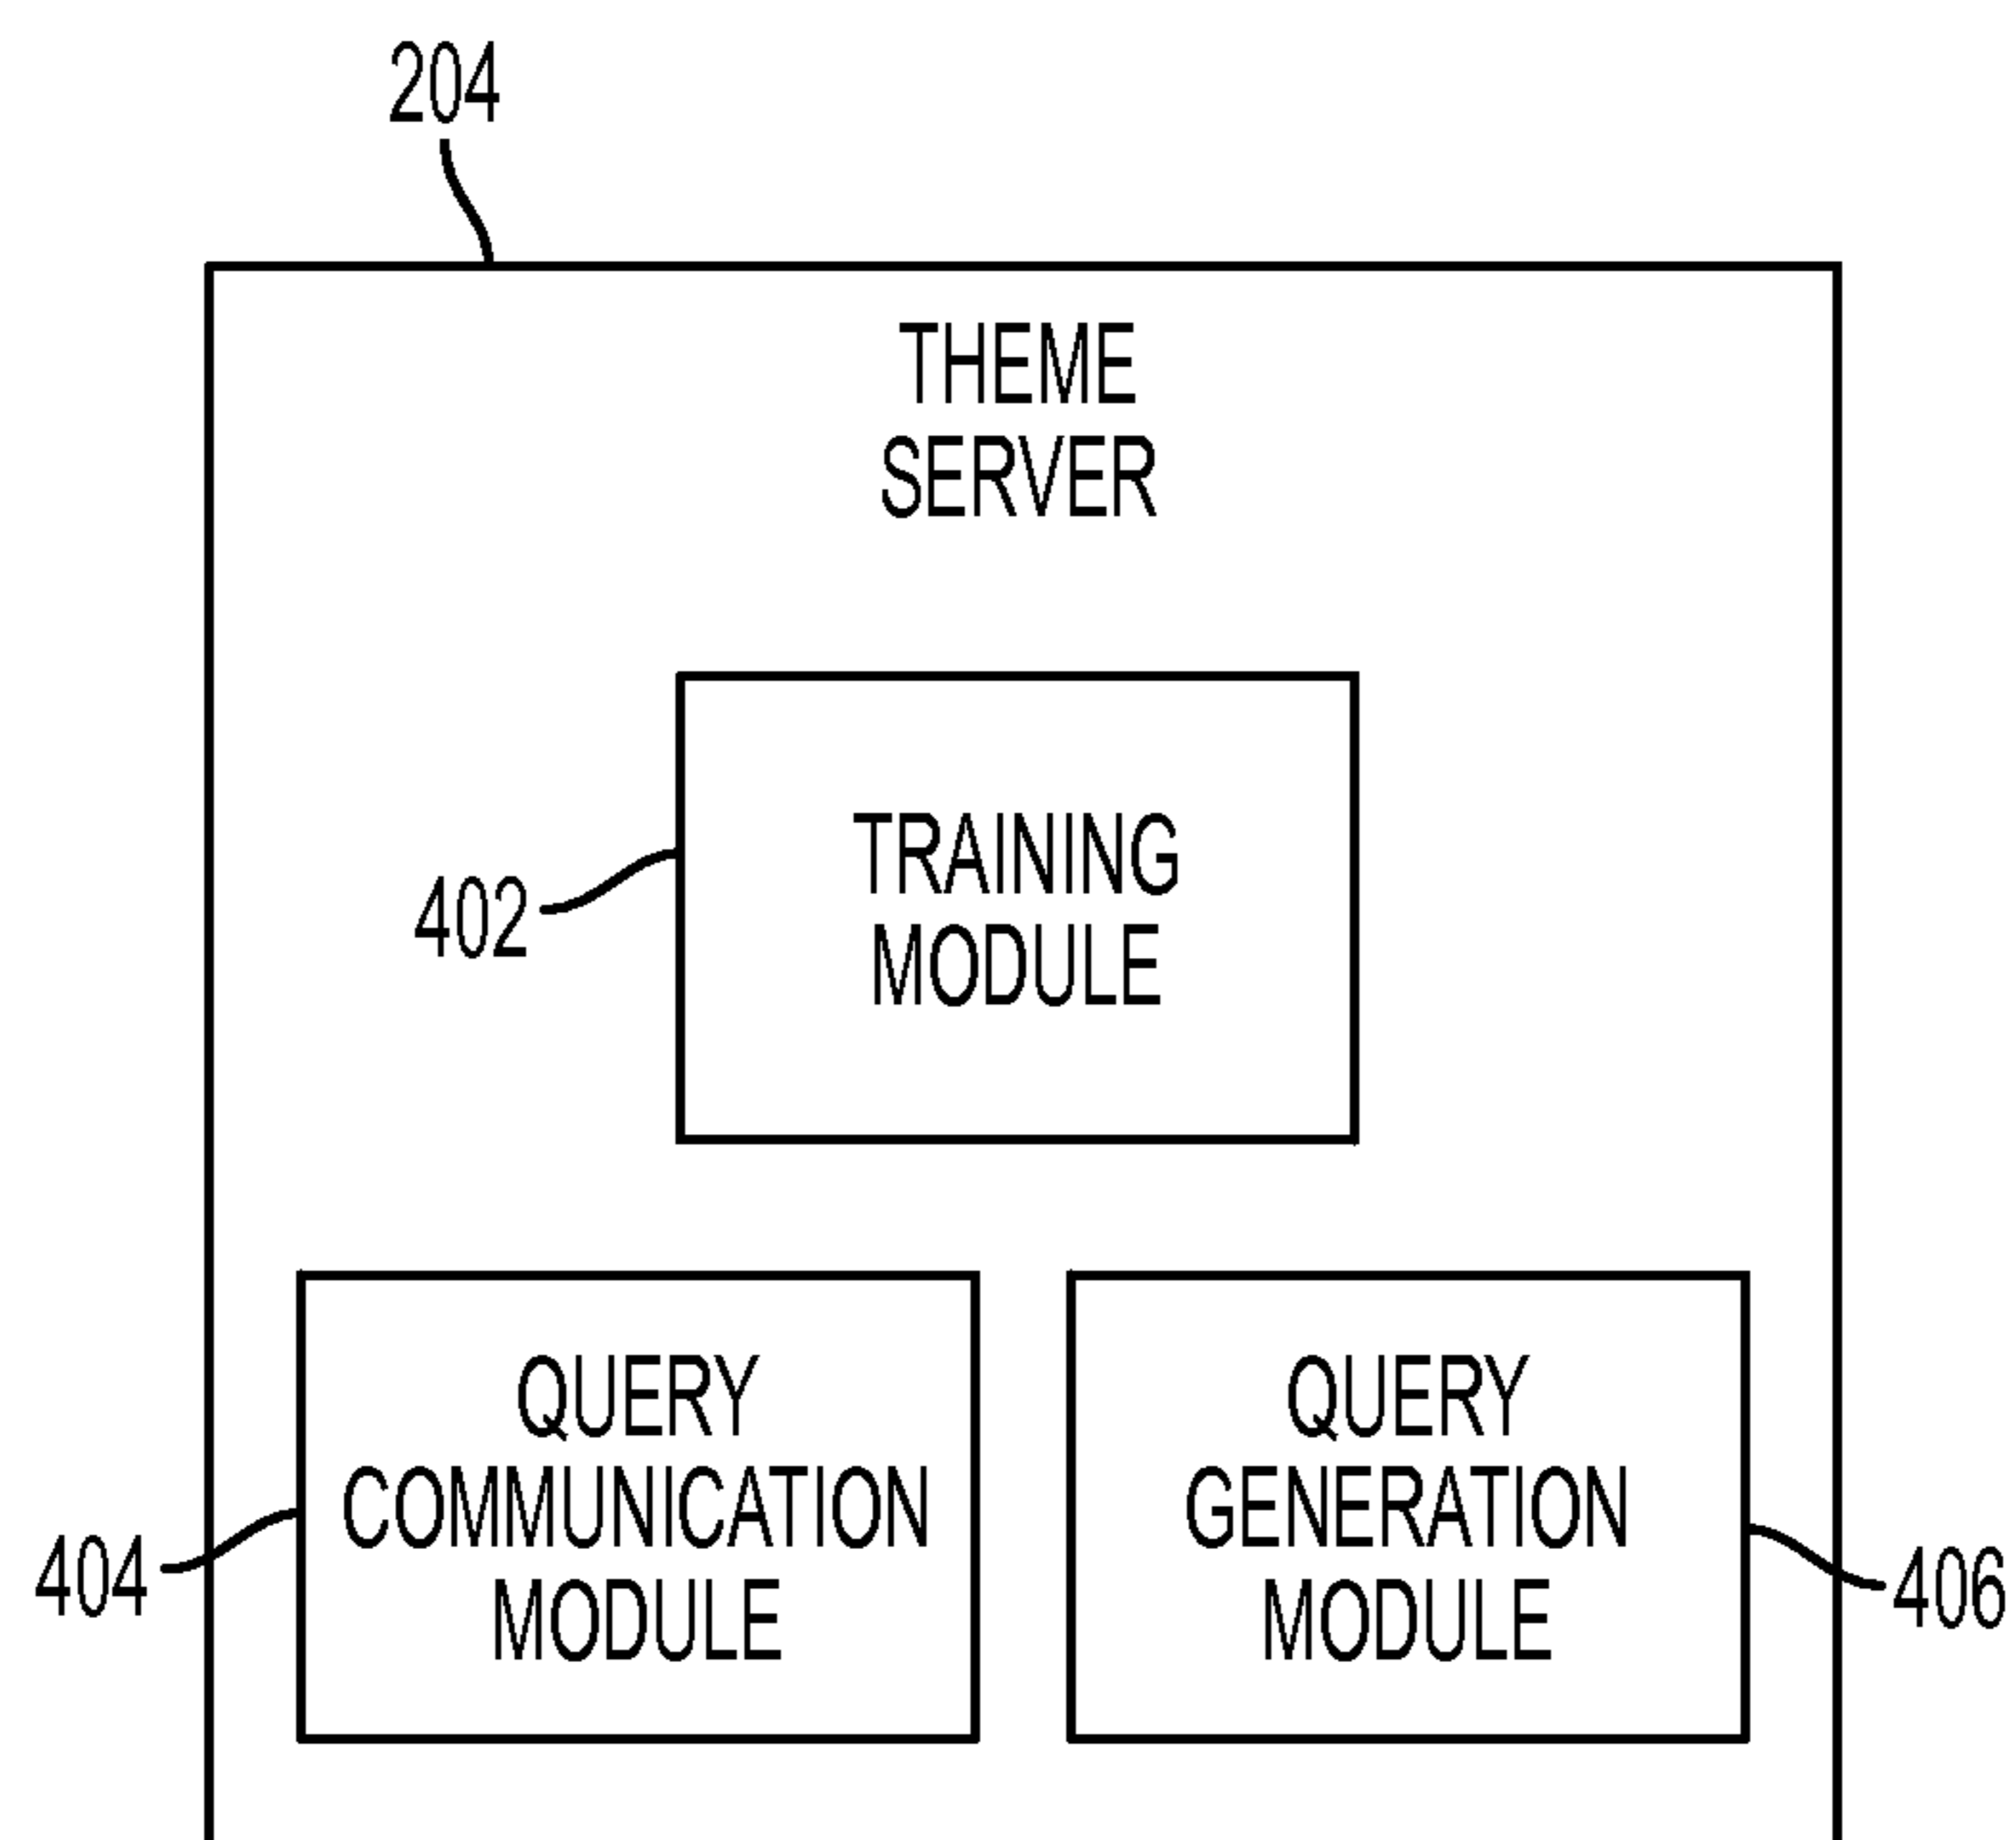 204
THEME
SERVER
402
TRAINING
MODULE
404
QUERY
COMMUNICATION
MODULE
QUERY
GENERATION
MODULE
406